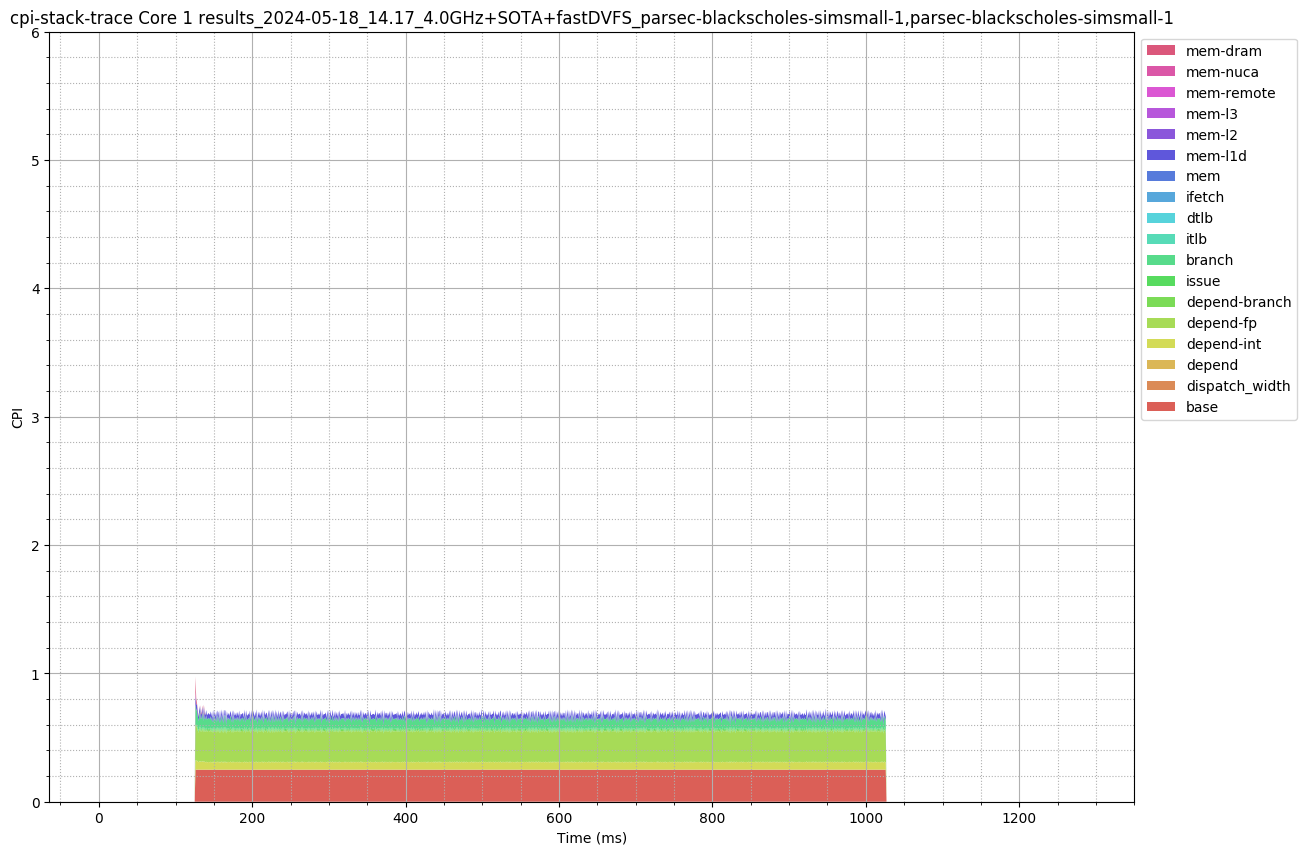 cpi-stack-trace Core 1 results_2024-05-18_14.17_4.0GHz+SOTA+fastDVFS_parsec-blackscholes-simsmall-1,parsec-blackscholes-simsmall-1
6
5
4
3
2
1
0
CPI
0 200 400 600 800 1000 1200
Time (ms)
mem-dram
mem-nuca
mem-remote
mem-l3
mem-l2
mem-l1d
mem
ifetch
dtlb
itlb
branch
issue
depend-branch
depend-fp
depend-int
depend
dispatch_width
base